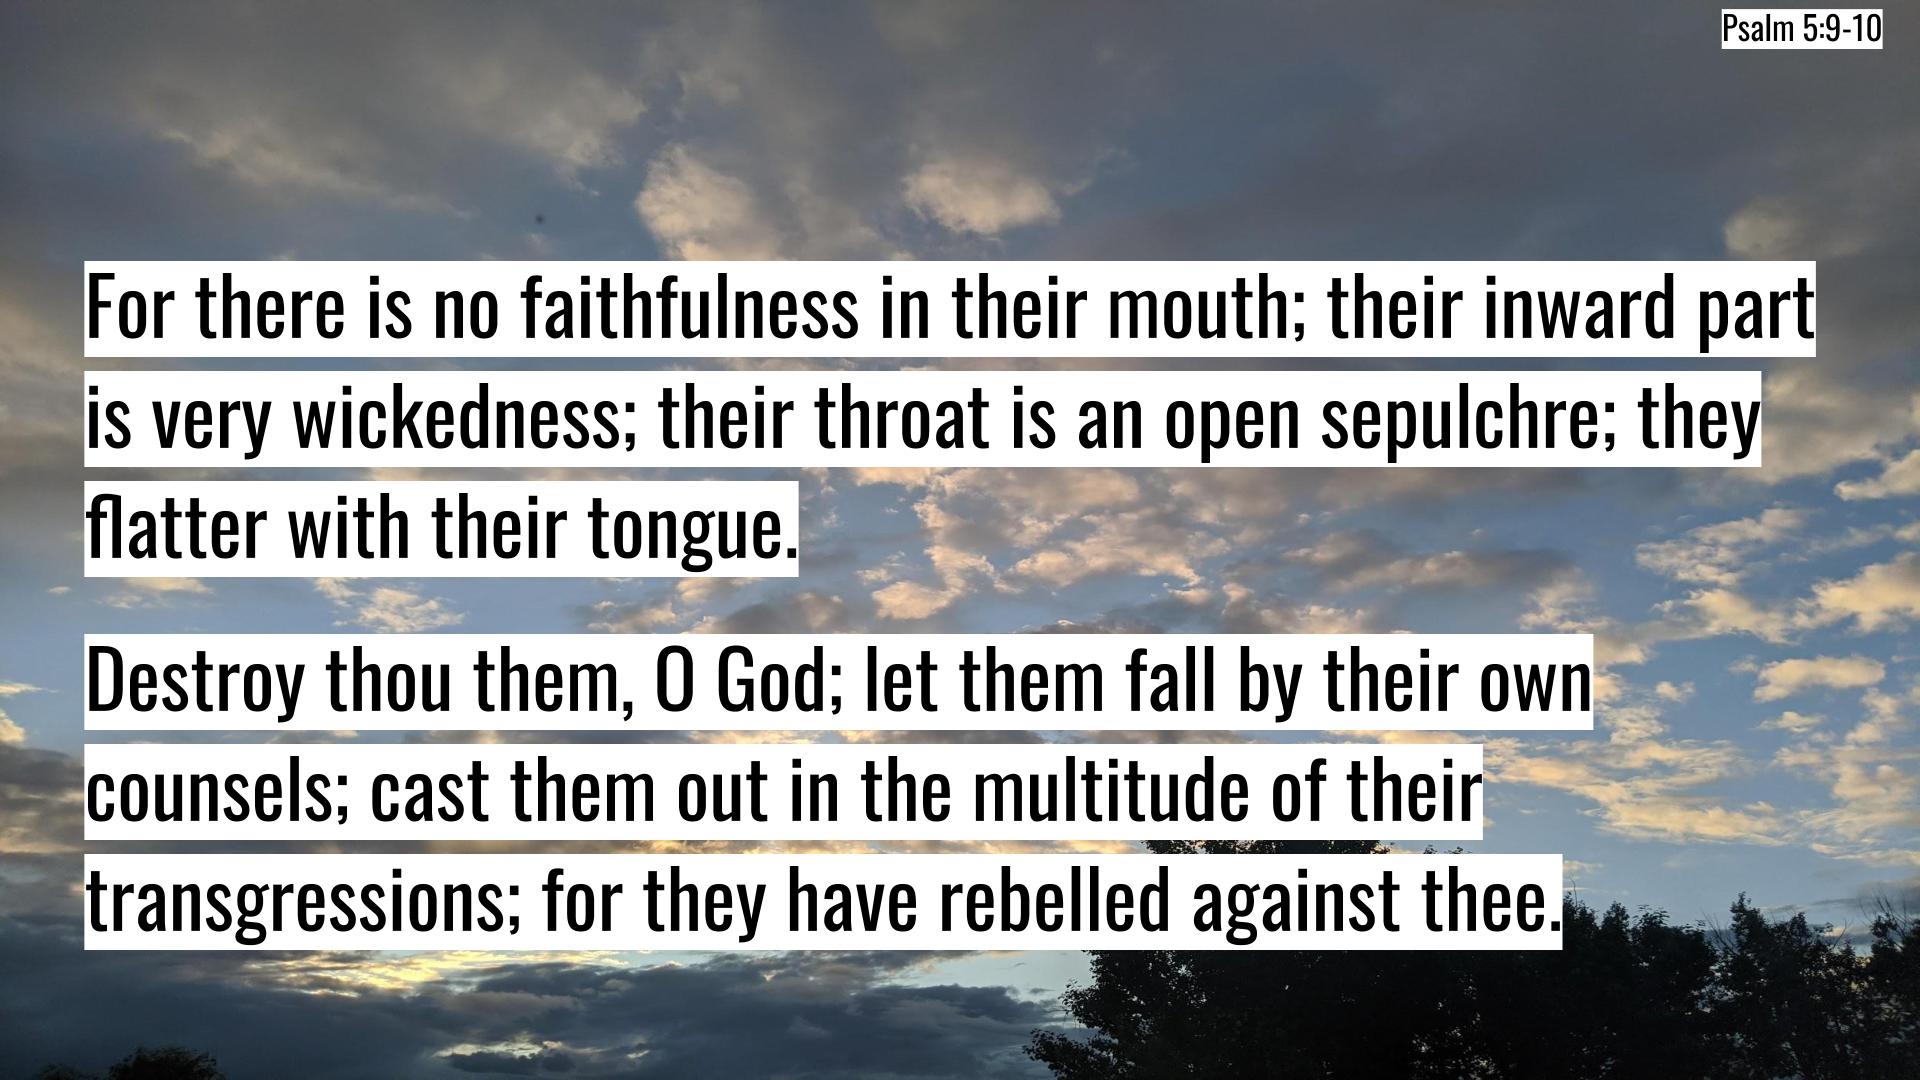 Psalm 5:9-10
For there is no faithfulness in their mouth; their inward part
is very wickedness; their throat is an open sepulchre; they
flatter with their tongue.
Destroy thou them, O God; let them fall by their own
counsels; cast them out in the multitude of their
transgressions; for they have rebelled against thee.